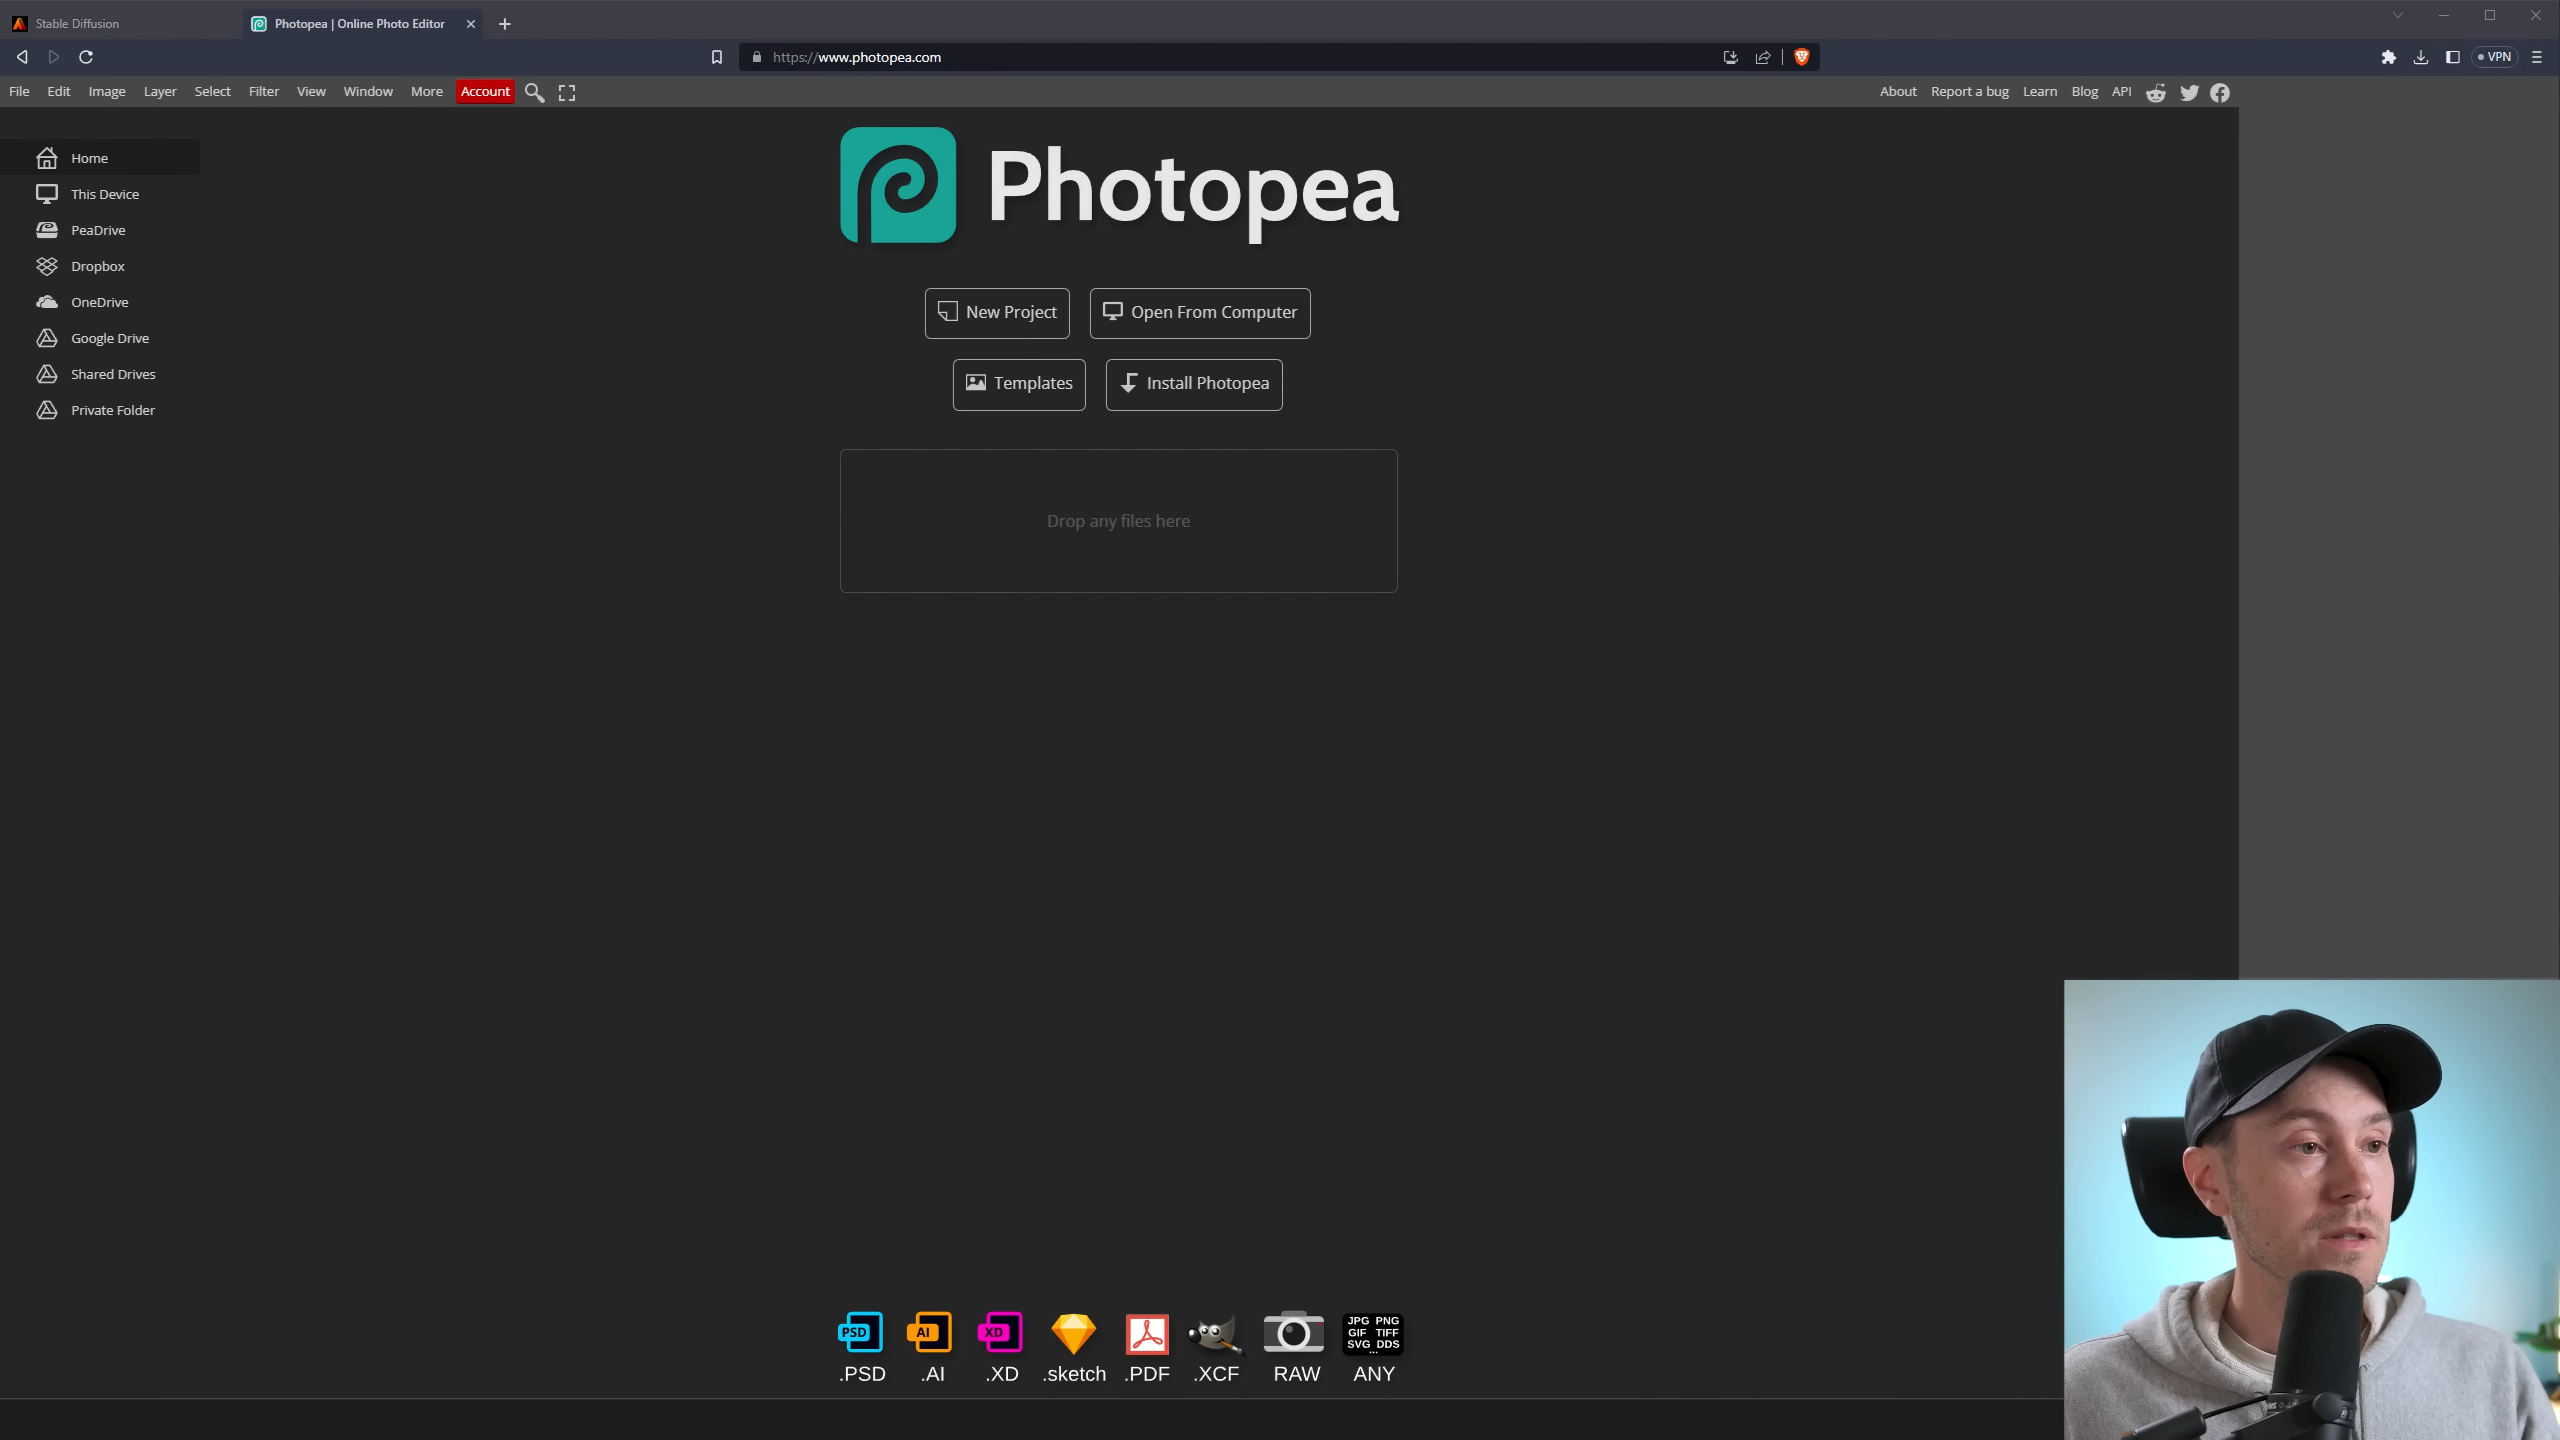 Stable Diffusion
Photopea | Online Photo Editor
https://www.photopea.com
VPN
File Edit Image Layer Select Filter View Window More Account
About Report a bug Learn Blog API
Home
This Device
PeaDrive
Dropbox
OneDrive
Google Drive
Shared Drives
Private Folder
Photopea
New Project
Open From Computer
Templates
Install Photopea
Drop any files here
PSD
AI
XD
JPG PNG
GIF TIFF
SVG DDS
...
.PSD .AI .XD .sketch .PDF .XCF RAW ANY